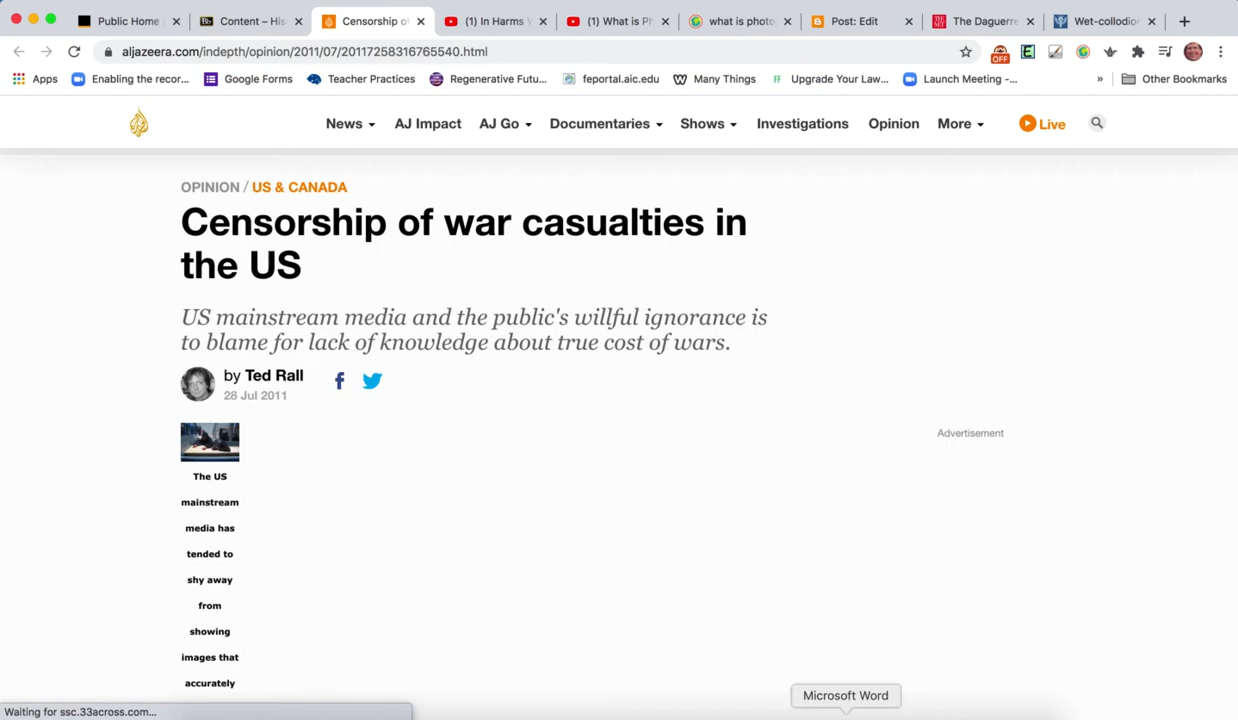 Public Home
Content – His
Censorship of
(1) In Harms V
(1) What is Ph
what is photo
Post: Edit
The Daguerre
Wet-collodion
aljazeera.com/indepth/opinion/2011/07/20117258316765540.html
OFF
Apps
Enabling the recor...
Google Forms
Teacher Practices
Regenerative Futu...
feportal.aic.edu
Many Things
Upgrade Your Law...
Launch Meeting -...
»
Other Bookmarks
News
AJ Impact
AJ Go
Documentaries
Shows
Investigations
Opinion
More
Live
OPINION / US & CANADA
Censorship of war casualties in
the US
US mainstream media and the public's willful ignorance is
to blame for lack of knowledge about true cost of wars.
by Ted Rall
28 Jul 2011
Advertisement
The US
mainstream
media has
tended to
shy away
from
showing
images that
accurately
Microsoft Word
Waiting for ssc.33across.com...